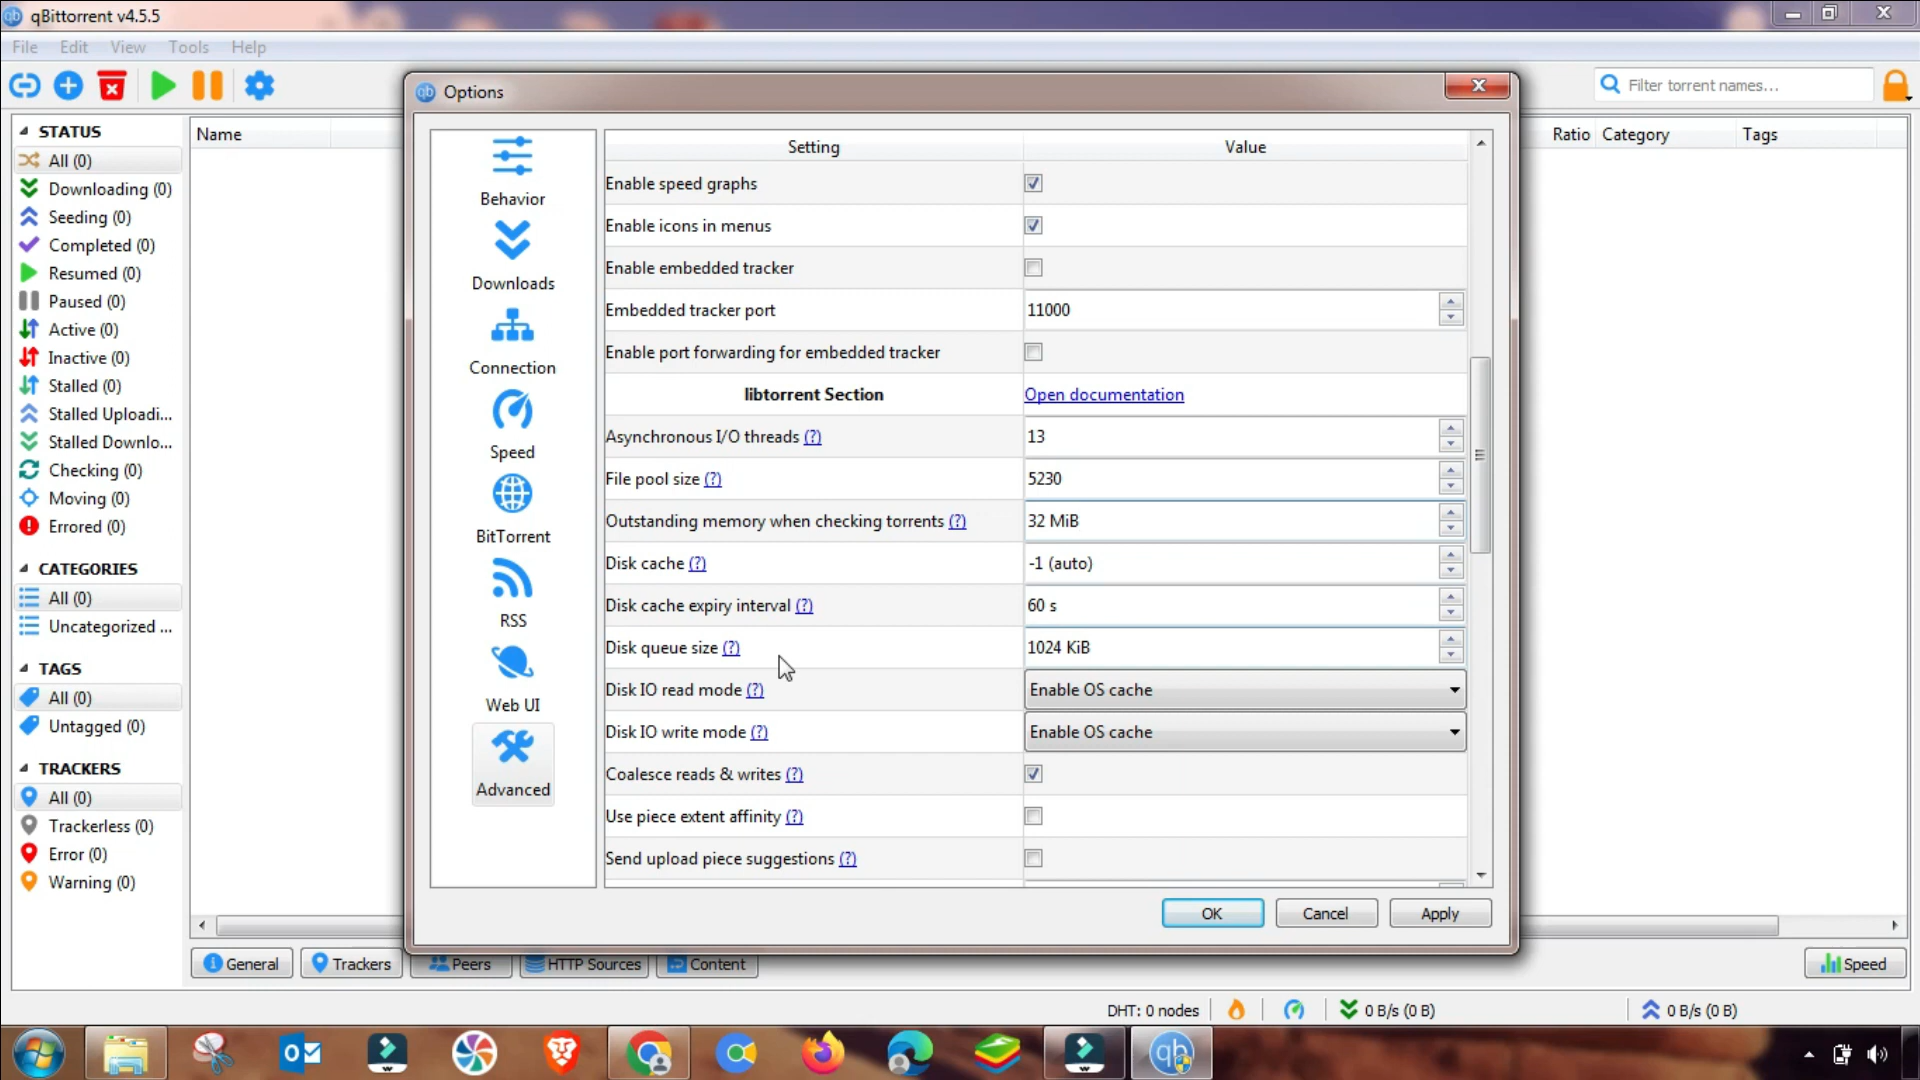 qBittorrent v4.5.5
File Edit View Tools Help
Filter torrent names...
STATUS
All (0)
Downloading (0)
Seeding (0)
Completed (0)
Resumed (0)
Paused (0)
Active (0)
Inactive (0)
Stalled (0)
Stalled Uploadi...
Stalled Downlo...
Checking (0)
Moving (0)
Errored (0)
CATEGORIES
All (0)
Uncategorized ...
TAGS
All (0)
Untagged (0)
TRACKERS
All (0)
Trackerless (0)
Error (0)
Warning (0)
Name
Ratio Category Tags
Options
Behavior
Downloads
Connection
Speed
BitTorrent
RSS
Web UI
Advanced
Setting Value
Enable speed graphs
Enable icons in menus
Enable embedded tracker
Embedded tracker port 11000
Enable port forwarding for embedded tracker
libtorrent Section Open documentation
Asynchronous I/O threads (?) 13
File pool size (?) 5230
Outstanding memory when checking torrents (?) 32 MiB
Disk cache (?) -1 (auto)
Disk cache expiry interval (?) 60 s
Disk queue size (?) 1024 KiB
Disk IO read mode (?) Enable OS cache
Disk IO write mode (?) Enable OS cache
Coalesce reads & writes (?)
Use piece extent affinity (?)
Send upload piece suggestions (?)
OK Cancel Apply
General Trackers Peers HTTP Sources Content Speed
DHT: 0 nodes 0 B/s (0 B) 0 B/s (0 B)